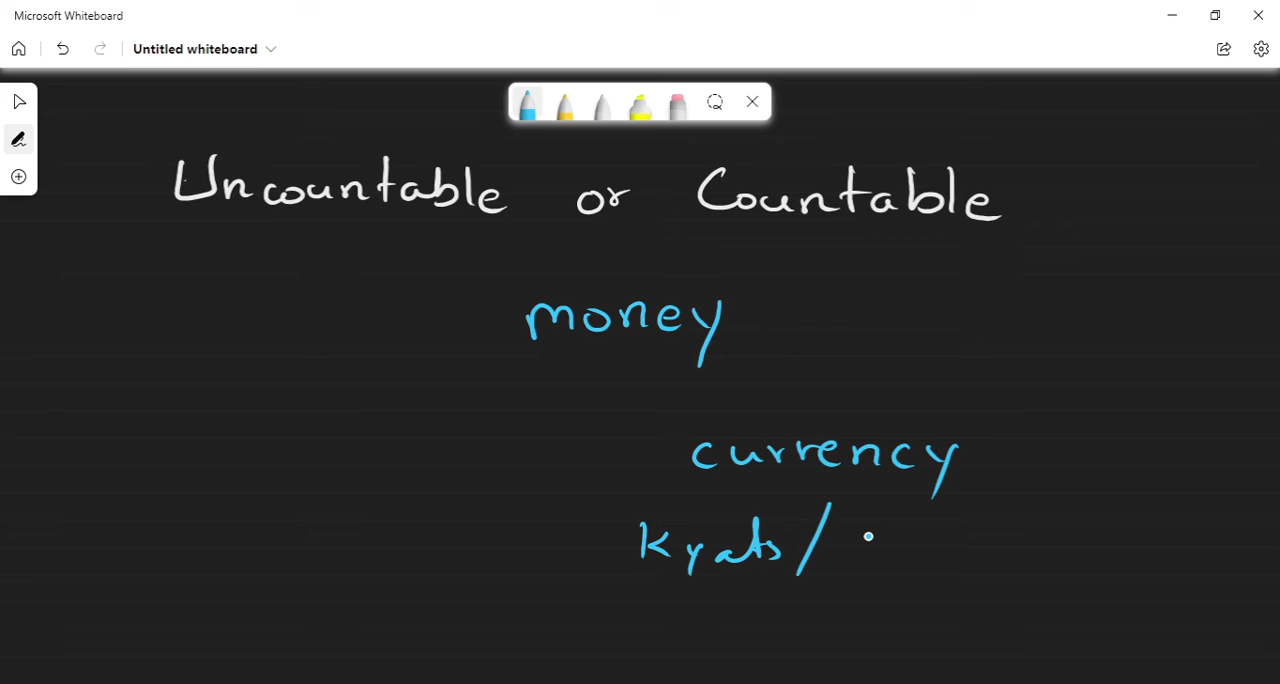 Microsoft Whiteboard
Untitled whiteboard
Uncountable or Countable
money
currency
kyats/